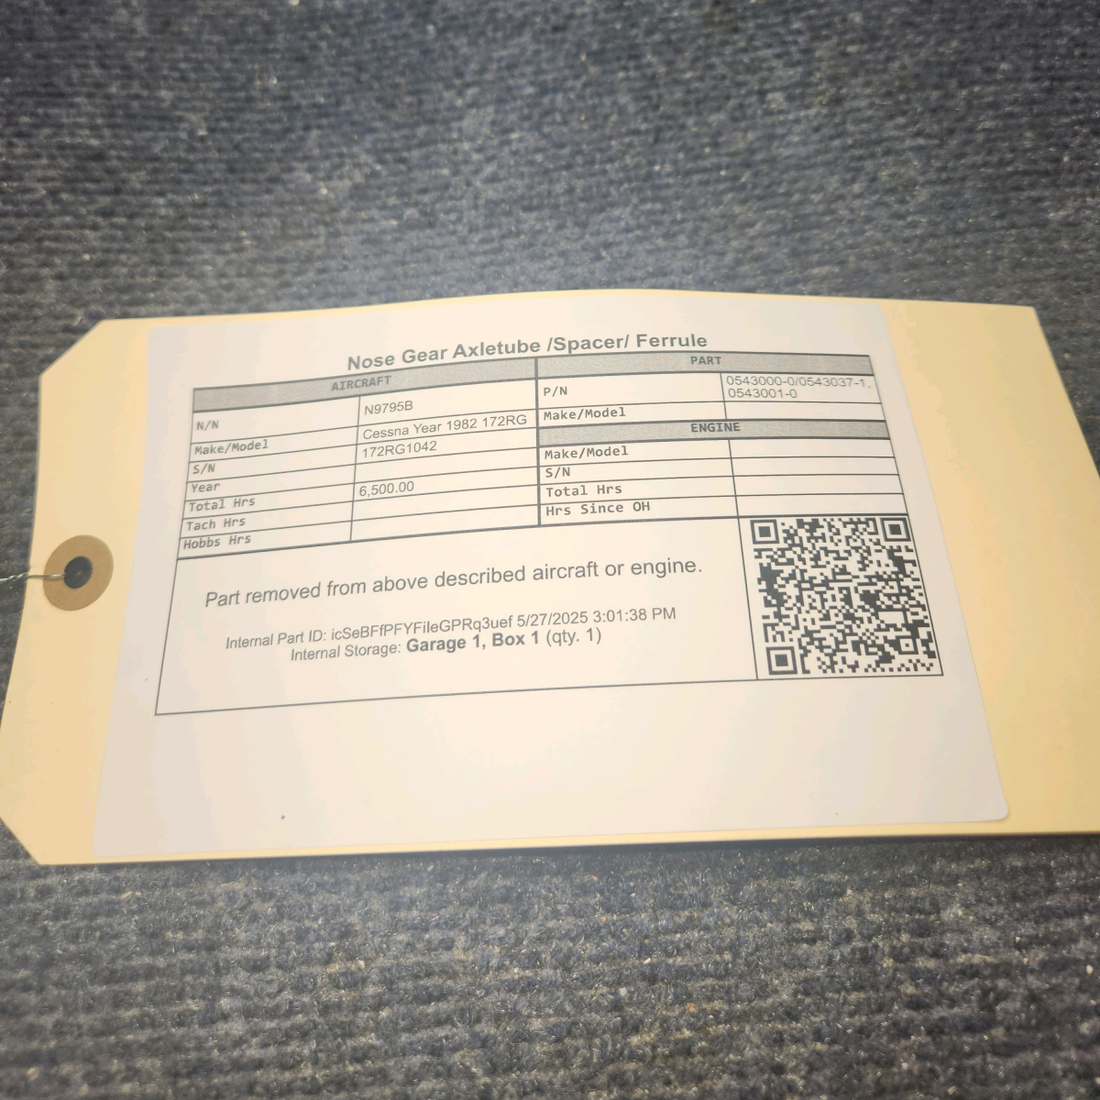 Nose Gear Axletube /Spacer/ Ferrule
AIRCRAFT
N/N N9795B
Make/Model Cessna Year 1982 172RG
S/N 172RG1042
Year
Total Hrs 6,500.00
Tach Hrs
Hobbs Hrs
PART
P/N 0543000-0/0543037-1,
0543001-0
Make/Model
ENGINE
Make/Model
S/N
Total Hrs
Hrs Since OH
Part removed from above described aircraft or engine.
Internal Part ID: icSeBFfPFYFileGPRq3uef 5/27/2025 3:01:38 PM
Internal Storage: Garage 1, Box 1 (qty. 1)